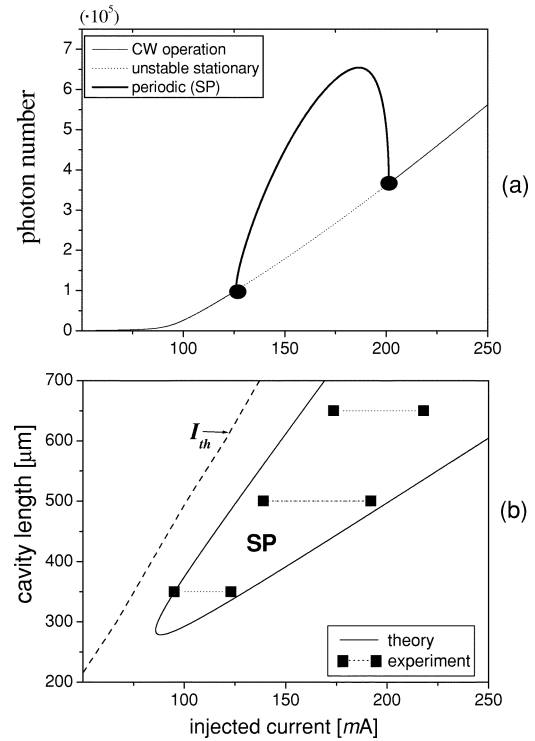 (·10⁵)
CW operation
unstable stationary
periodic (SP)
7
6
5
4
3
2
1
0
photon number
(a)
100
150
200
250
700
600
500
400
300
200
cavity length [μm]
I_th
SP
(b)
theory
experiment
50
100
150
200
250
injected current [mA]